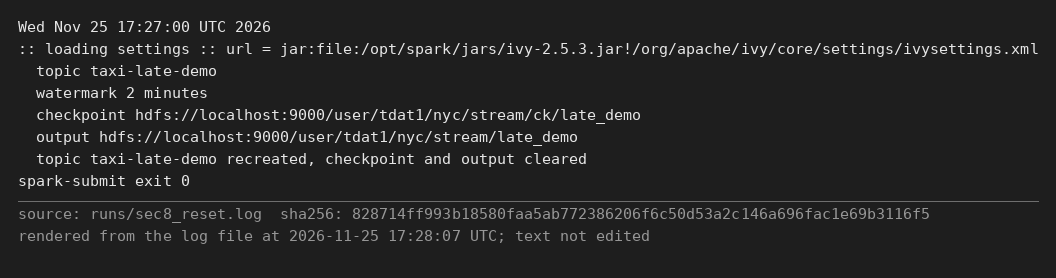 Wed Nov 25 17:27:00 UTC 2026
:: loading settings :: url = jar:file:/opt/spark/jars/ivy-2.5.3.jar!/org/apache/ivy/core/settings/ivysettings.xml
  topic taxi-late-demo
  watermark 2 minutes
  checkpoint hdfs://localhost:9000/user/tdat1/nyc/stream/ck/late_demo
  output hdfs://localhost:9000/user/tdat1/nyc/stream/late_demo
  topic taxi-late-demo recreated, checkpoint and output cleared
spark-submit exit 0
source: runs/sec8_reset.log  sha256: 828714ff993b18580faa5ab772386206f6c50d53a2c146a696fac1e69b3116f5
rendered from the log file at 2026-11-25 17:28:07 UTC; text not edited